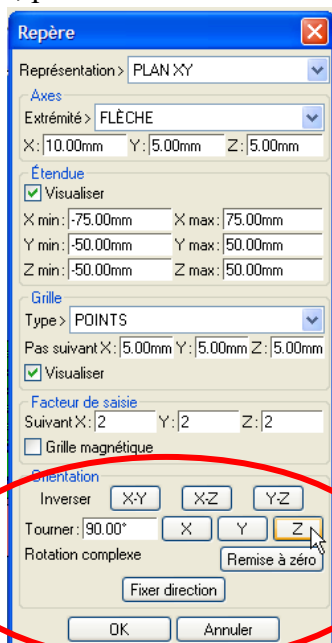 Repère
Représentation > PLAN XY
Axes
Extrémité > FLÈCHE
X: 10.00mm Y: 5.00mm Z: 5.00mm
Étendue
Visualiser
X min: -75.00mm X max: 75.00mm
Y min: -50.00mm Y max: 50.00mm
Z min: -50.00mm Z max: 50.00mm
Grille
Type > POINTS
Pas suivant X: 5.00mm Y: 5.00mm Z: 5.00mm
Visualiser
Facteur de saisie
Suivant X: 2 Y: 2 Z: 2
Grille magnétique
Orientation
Inverser X-Y X-Z Y-Z
Tourner: 90.00° X Y Z
Rotation complexe Remise à zéro
Fixer direction
OK Annuler